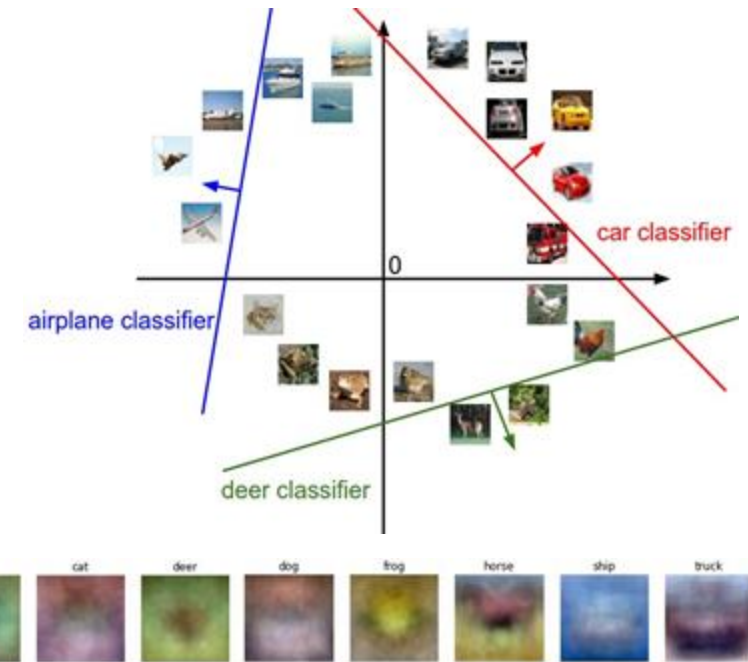 0
car classifier
airplane classifier
deer classifier
cat deer dog frog horse ship truck